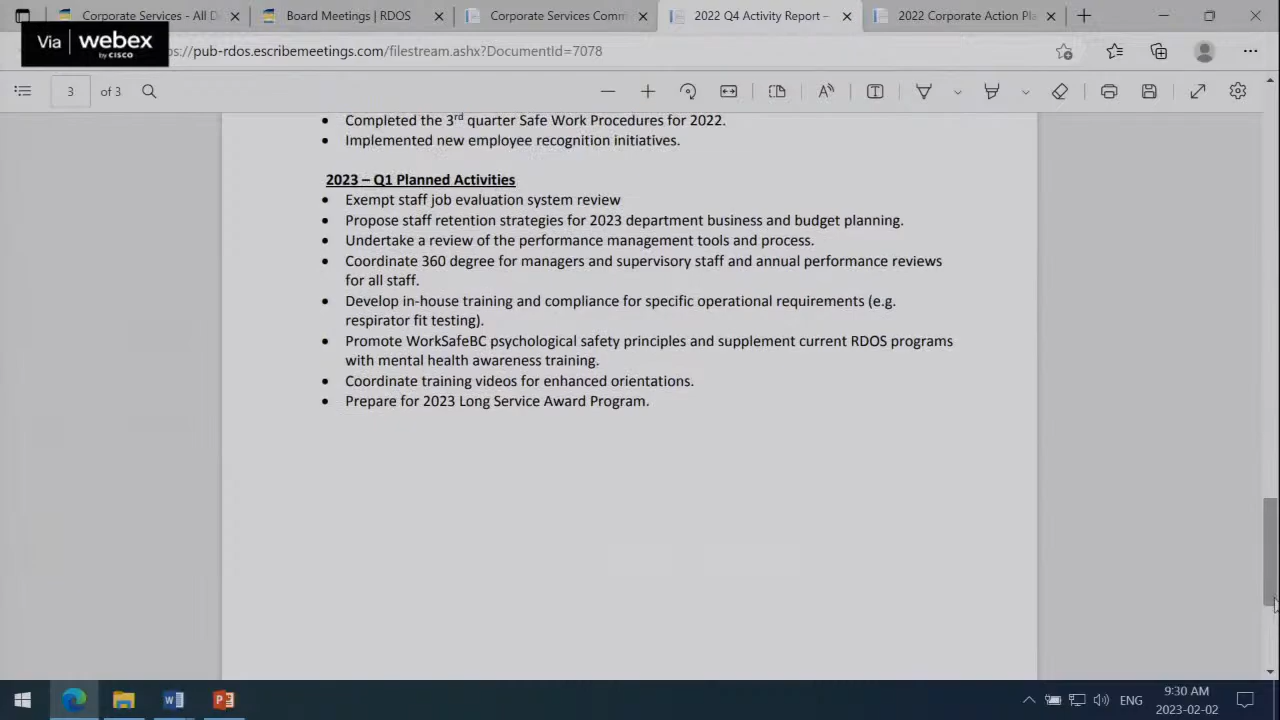 Corporate Services - All D
Board Meetings | RDOS
Corporate Services Comm
2022 Q4 Activity Report –
2022 Corporate Action Pla
Via webex
by CISCO
s://pub-rdos.escribemeetings.com/filestream.ashx?DocumentId=7078
3 of 3
• Completed the 3rd quarter Safe Work Procedures for 2022.
• Implemented new employee recognition initiatives.
2023 – Q1 Planned Activities
• Exempt staff job evaluation system review
• Propose staff retention strategies for 2023 department business and budget planning.
• Undertake a review of the performance management tools and process.
• Coordinate 360 degree for managers and supervisory staff and annual performance reviews
for all staff.
• Develop in-house training and compliance for specific operational requirements (e.g.
respirator fit testing).
• Promote WorkSafeBC psychological safety principles and supplement current RDOS programs
with mental health awareness training.
• Coordinate training videos for enhanced orientations.
• Prepare for 2023 Long Service Award Program.
ENG
9:30 AM
2023-02-02